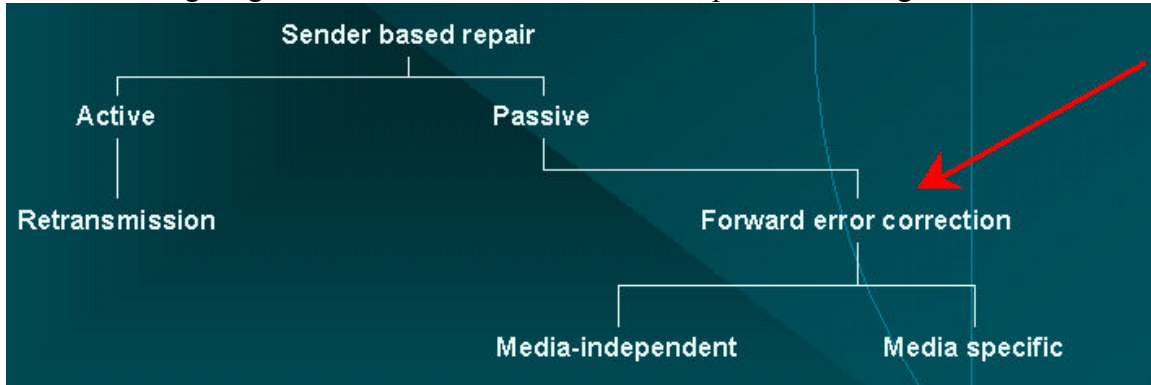 Sender based repair
Active
Passive
Retransmission
Forward error correction
Media-independent
Media specific